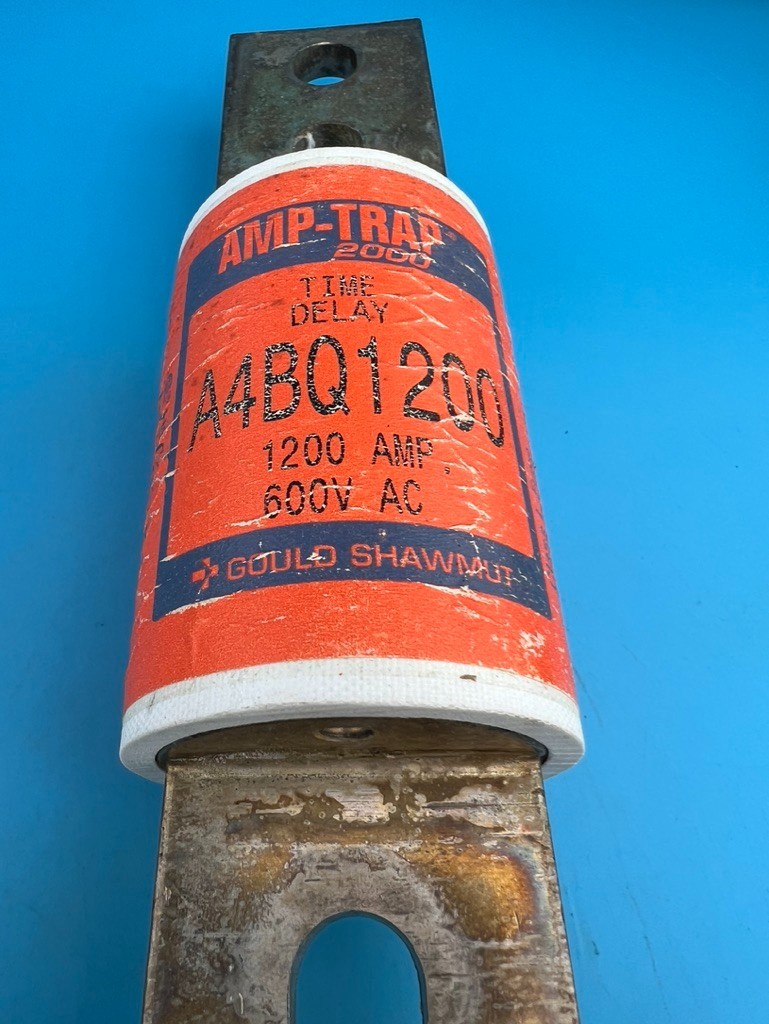 AMP-TRAP®
2000
TIME
DELAY
A4BQ1200
1200 AMP.
600V AC
GOULD SHAWMUT